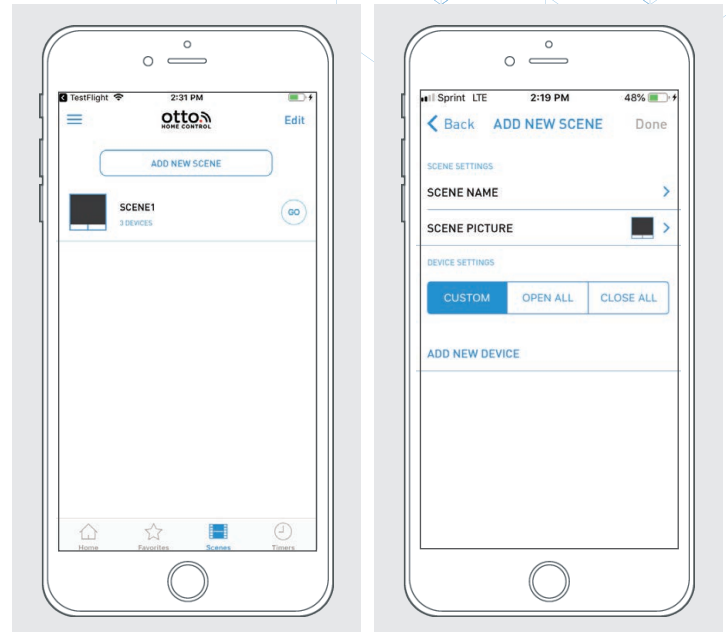 TestFlight 2:31 PM
otto
HOME CONTROL
Edit
ADD NEW SCENE
SCENE1
3 DEVICES
GO
Home Favorites Scenes Timers
Sprint LTE 2:19 PM 48%
Back ADD NEW SCENE Done
SCENE SETTINGS
SCENE NAME
SCENE PICTURE
DEVICE SETTINGS
CUSTOM OPEN ALL CLOSE ALL
ADD NEW DEVICE